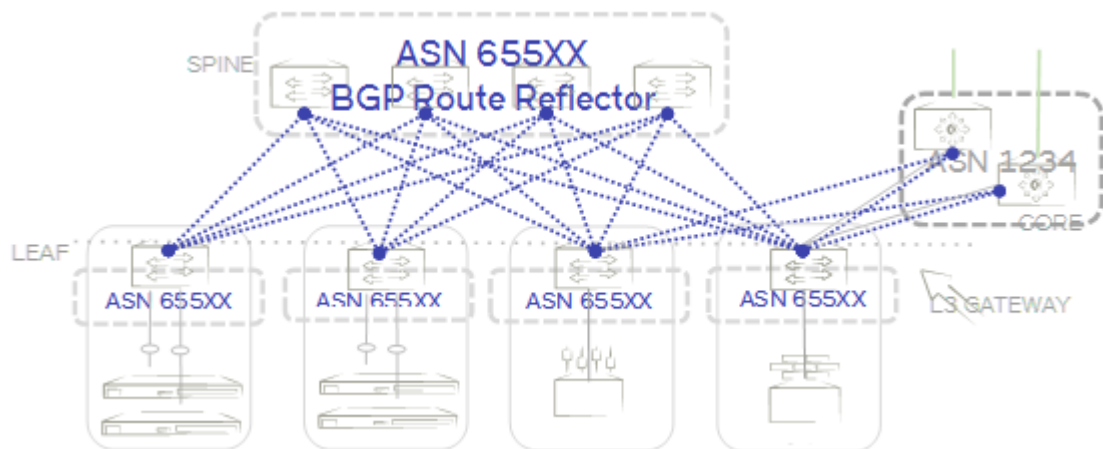 ASN 655XX
SPINE
BGP Route Reflector
ASN 1234
CORE
LEAF
ASN 655XX
ASN 655XX
ASN 655XX
ASN 655XX
L3 GATEWAY